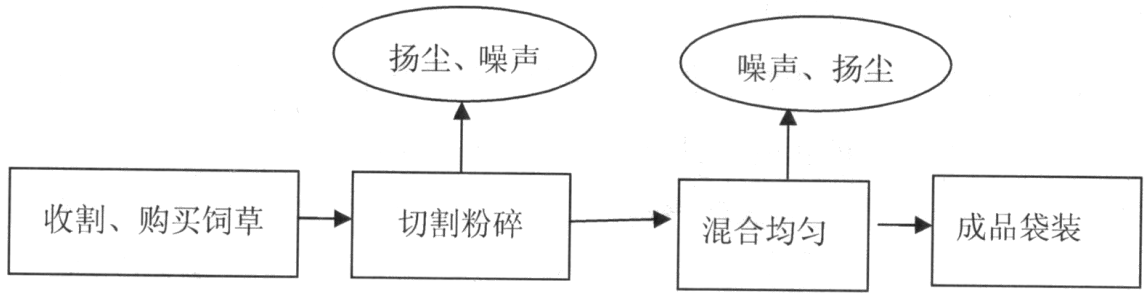 扬尘、噪声
噪声、扬尘
收割、购买饲草
切割粉碎
混合均匀
成品袋装